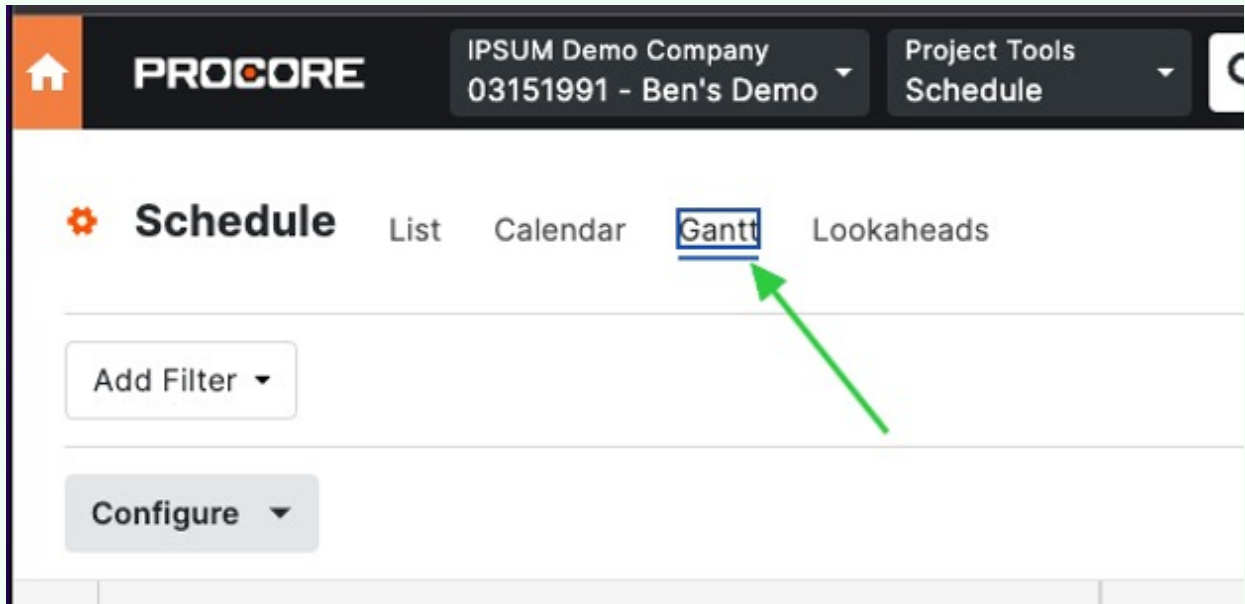 PROCORE
IPSUM Demo Company
03151991 - Ben's Demo
Project Tools
Schedule
Schedule
List
Calendar
Gantt
Lookaheads
Add Filter
Configure